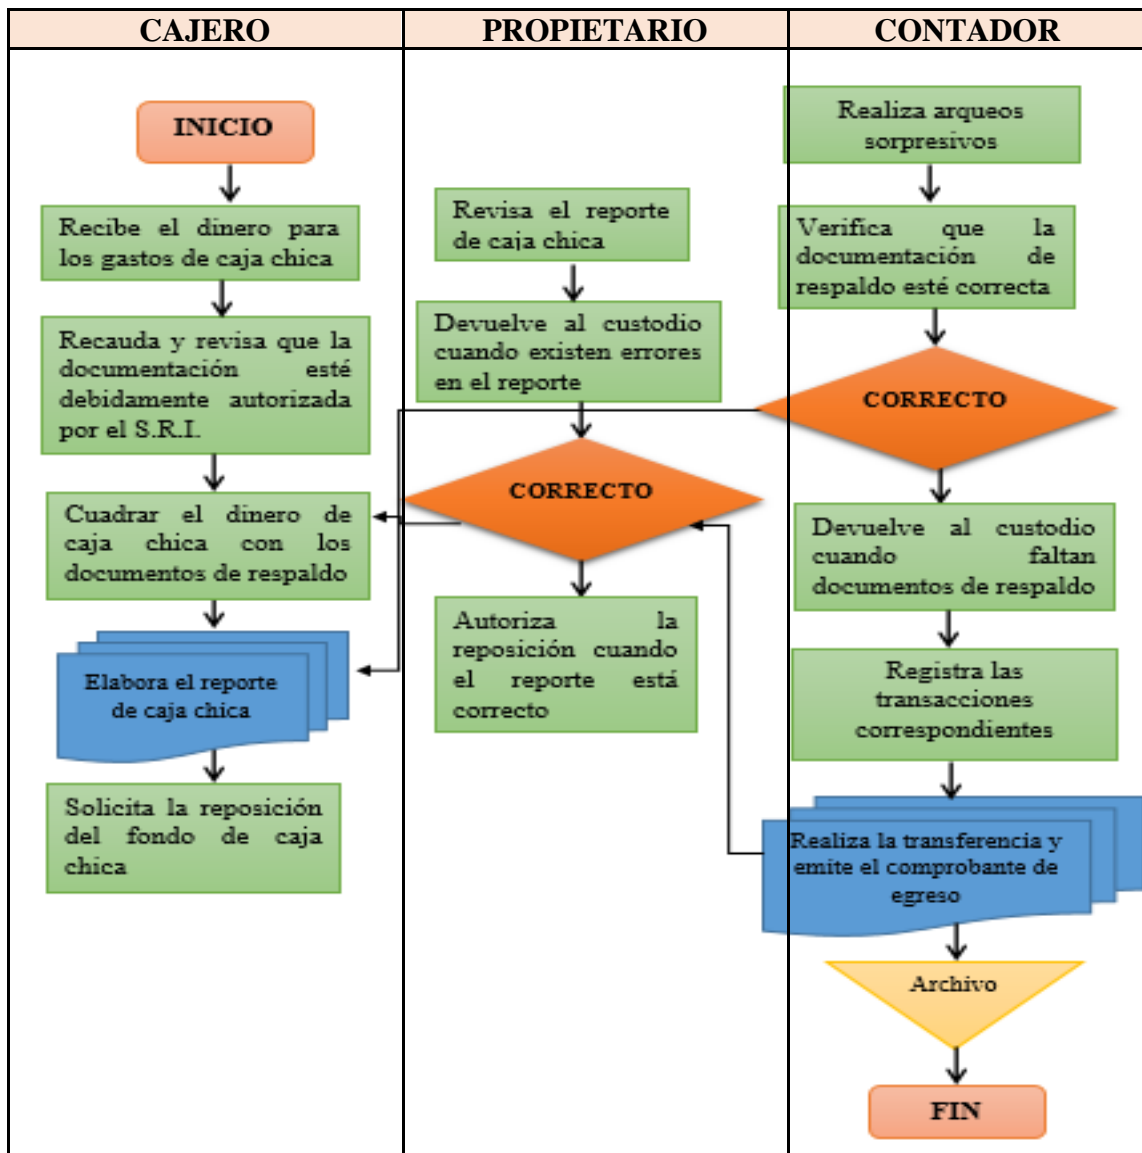 CAJERO
PROPIETARIO
CONTADOR
INICIO
Recibe el dinero para
los gastos de caja chica
Recauda y revisa que la
documentación esté
debidamente autorizada
por el S.R.I.
Cuadrar el dinero de
caja chica con los
documentos de respaldo
Elabora el reporte
de caja chica
Solicita la reposición
del fondo de caja
chica
Revisa el reporte
de caja chica
Devuelve al custodio
cuando existen errores
en el reporte
CORRECTO
Autoriza la
reposición cuando
el reporte está
correcto
Realiza arqueos
sorpresivos
Verifica que la
documentación de
respaldo esté correcta
CORRECTO
Devuelve al custodio
cuando faltan
documentos de respaldo
Registra las
transacciones
correspondientes
Realiza la transferencia y
emite el comprobante de
egreso
Archivo
FIN